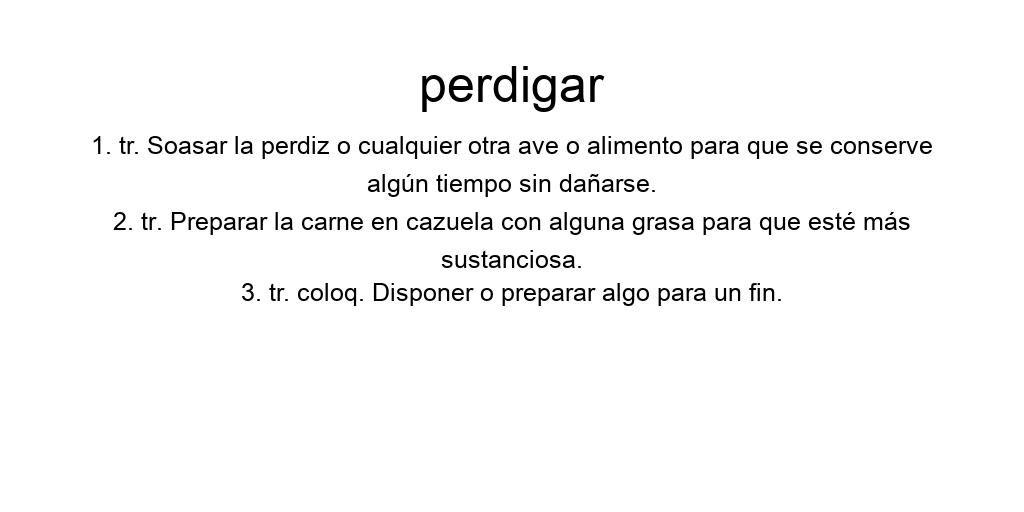 perdigar
1. tr. Soasar la perdiz o cualquier otra ave o alimento para que se conserve
algún tiempo sin dañarse.
2. tr. Preparar la carne en cazuela con alguna grasa para que esté más
sustanciosa.
3. tr. coloq. Disponer o preparar algo para un fin.